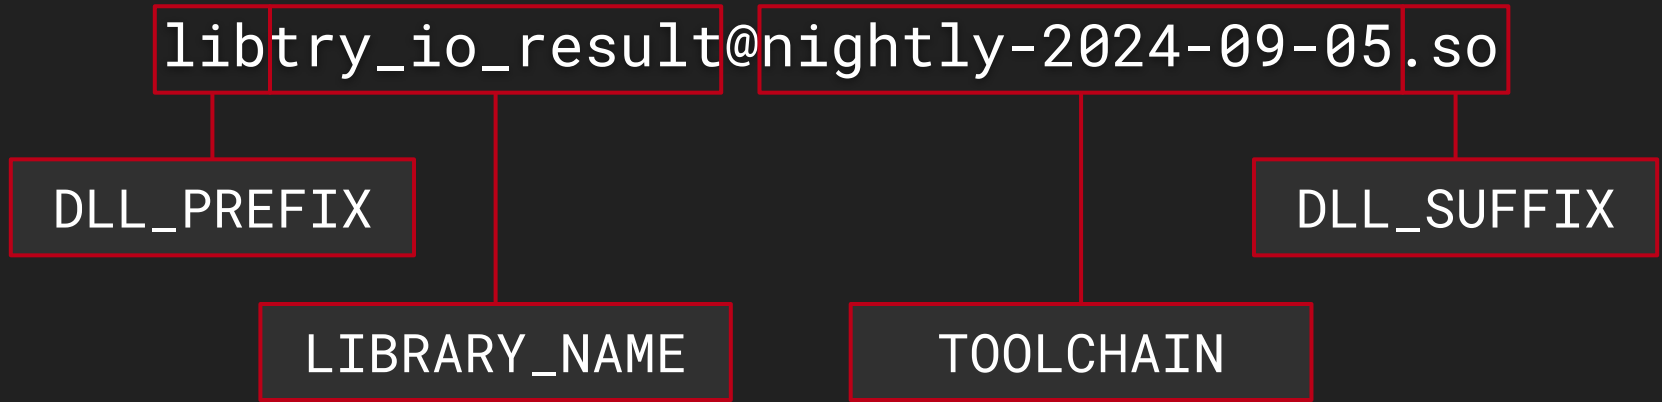 libtry_io_result@nightly-2024-09-05.so
DLL_PREFIX
DLL_SUFFIX
LIBRARY_NAME
TOOLCHAIN